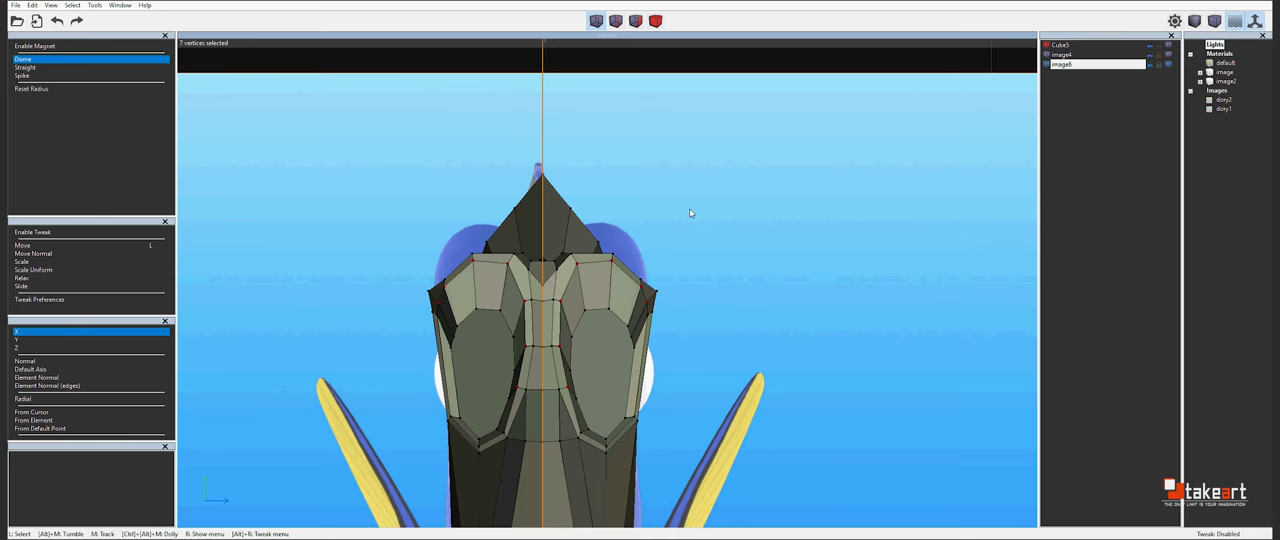 File Edit View Select Tools Window Help
Enable Magnet
Dome
Straight
Spike
Reset Radius
Enable Tweak
Move L
Move Normal
Scale
Scale Uniform
Relax
Slide
Tweak Preferences
X
Y
Z
Normal
Default Axis
Element Normal
Element Normal (edges)
Radial
From Cursor
From Element
From Default Point
7 vertices selected
Cube5
image4
image6
Lights
Materials
default
image
image2
Images
dory2
dory1
takeart
THE ONLY LIMIT IS YOUR IMAGINATION
L: Select [Alt]+M: Tumble M: Track [Ctrl]+[Alt]+M: Dolly R: Show menu [Alt]+R: Tweak menu
Tweak: Disabled